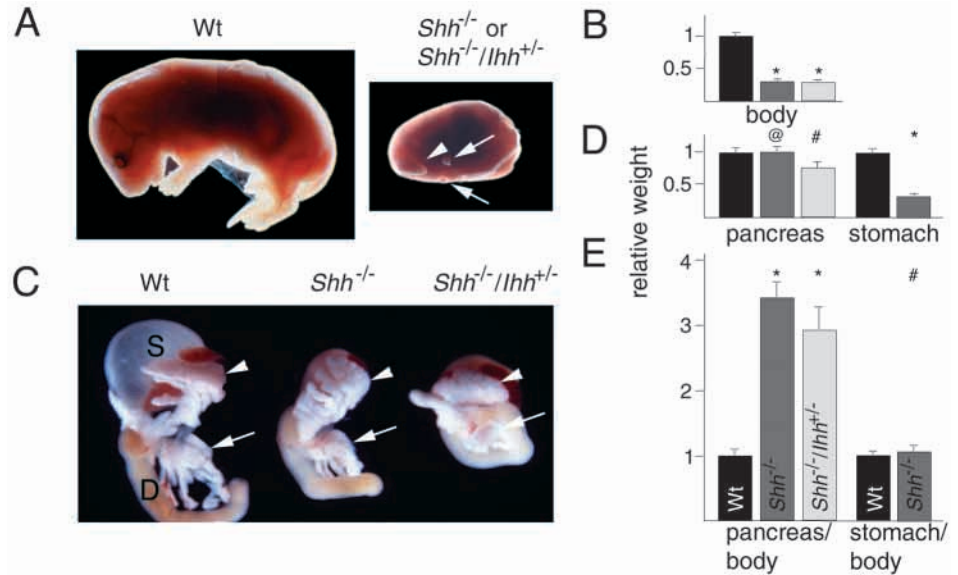 A
Wt
Shh-/- or
Shh-/-/Ihh+/-
B
1
0.5
*
*
body
D
1
0.5
@
#
*
pancreas
stomach
relative weight
C
Wt
Shh-/-
Shh-/-/Ihh+/-
S
D
E
4
3
2
1
*
*
#
Wt
Shh-/-
Shh-/-/Ihh+/-
Wt
Shh-/-
pancreas/
body
stomach/
body